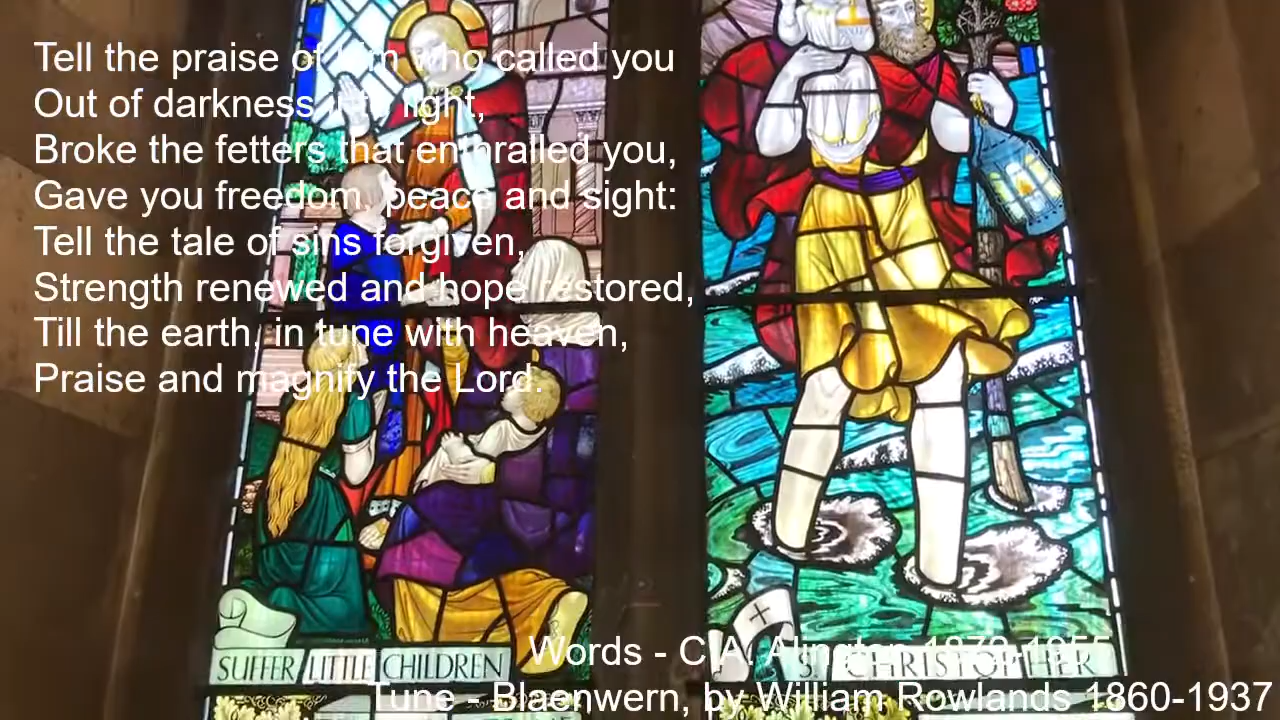 Tell the praise of him who called you
Out of darkness into light,
Broke the fetters that enthralled you,
Gave you freedom, peace and sight:
Tell the tale of sins forgiven,
Strength renewed and hope restored,
Till the earth, in tune with heaven,
Praise and magnify the Lord.
SUFFER LITTLE CHILDREN
S. CHRISTOPHER
Words - C.A. Alington 1872-1955
Tune - Blaenwern, by William Rowlands 1860-1937